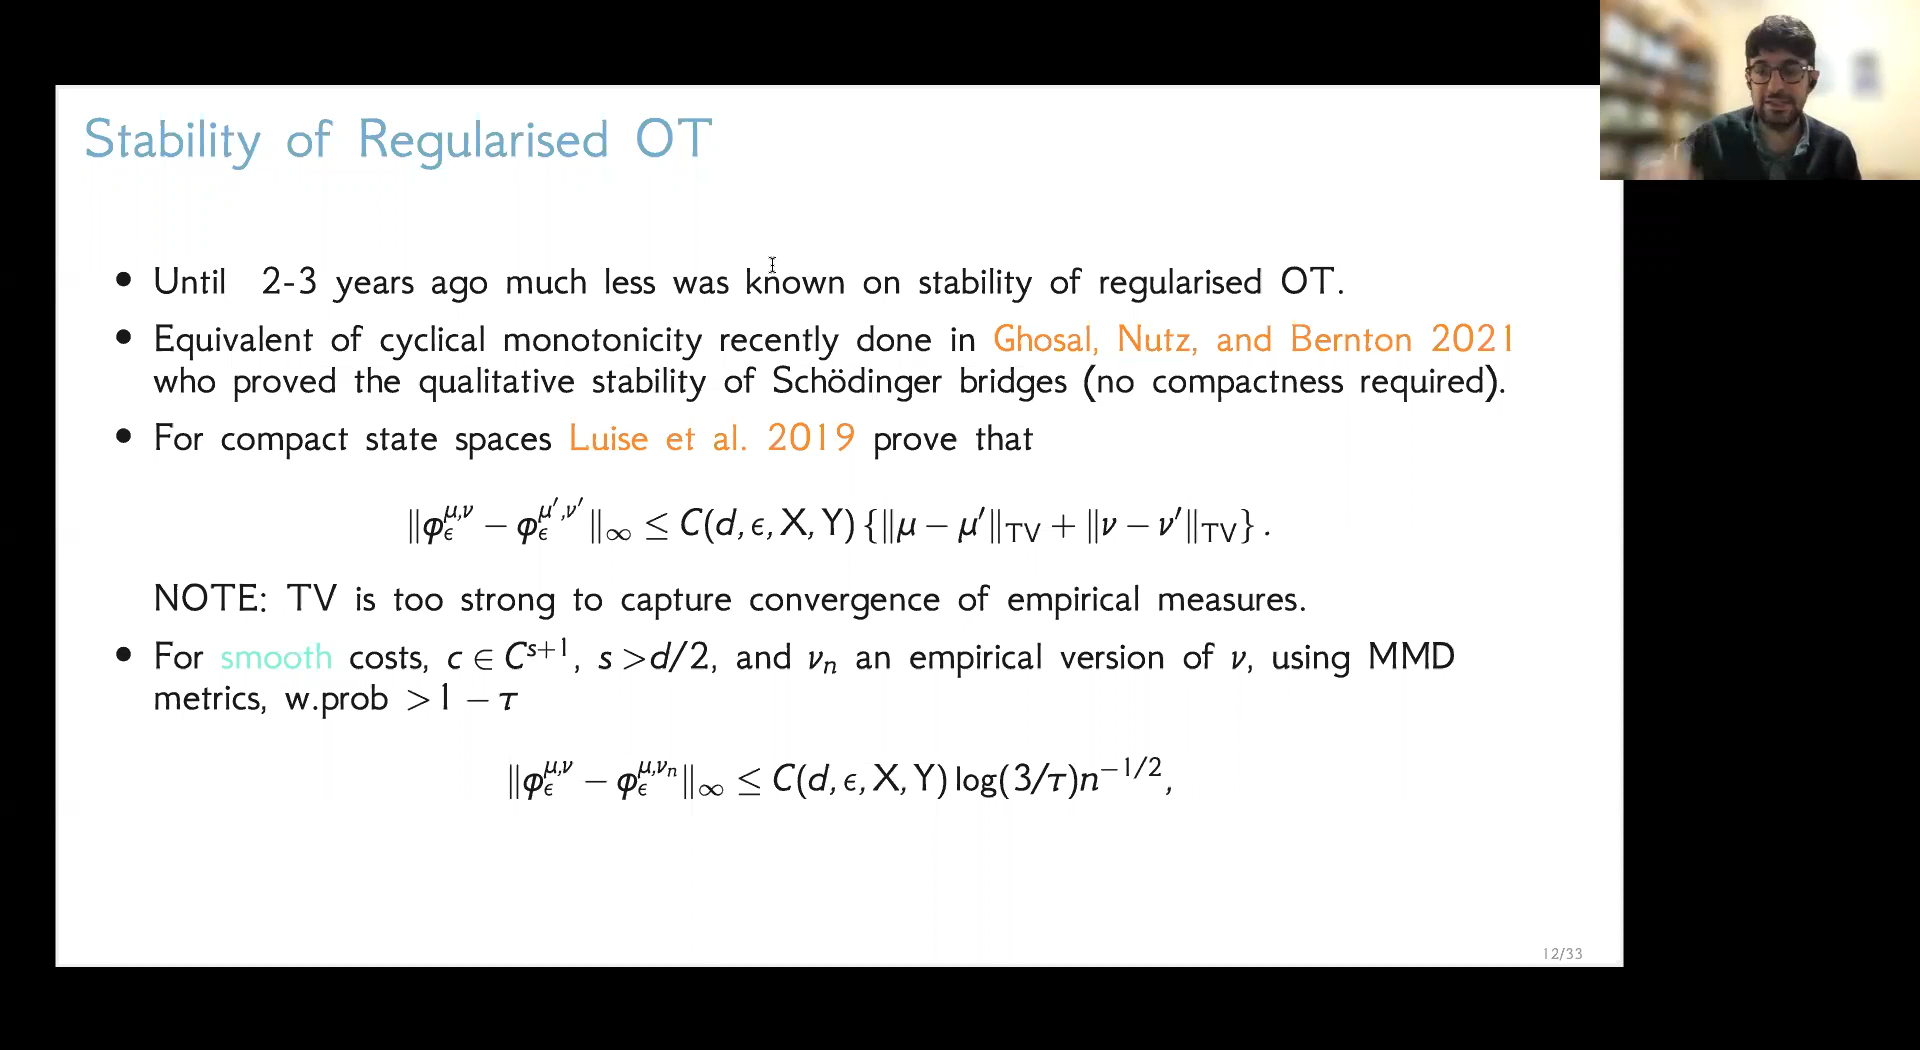 Stability of Regularised OT
• Until 2-3 years ago much less was known on stability of regularised OT.
• Equivalent of cyclical monotonicity recently done in Ghosal, Nutz, and Bernton 2021
who proved the qualitative stability of Schödinger bridges (no compactness required).
• For compact state spaces Luise et al. 2019 prove that
‖φ_ϵ^{μ,ν} − φ_ϵ^{μ′,ν′}‖_∞ ≤ C(d, ϵ, X, Y) {‖μ − μ′‖_TV + ‖ν − ν′‖_TV} .
NOTE: TV is too strong to capture convergence of empirical measures.
• For smooth costs, c ∈ C^{s+1}, s > d/2, and ν_n an empirical version of ν, using MMD
metrics, w.prob > 1 − τ
‖φ_ϵ^{μ,ν} − φ_ϵ^{μ,ν_n}‖_∞ ≤ C(d, ϵ, X, Y) log(3/τ)n^{−1/2},
12/33